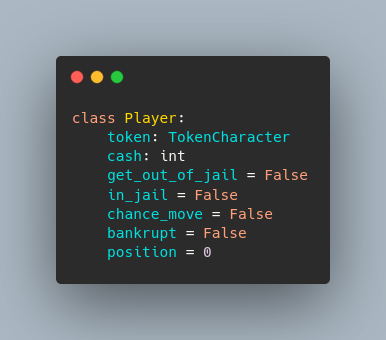 class Player:
    token: TokenCharacter
    cash: int
    get_out_of_jail = False
    in_jail = False
    chance_move = False
    bankrupt = False
    position = 0